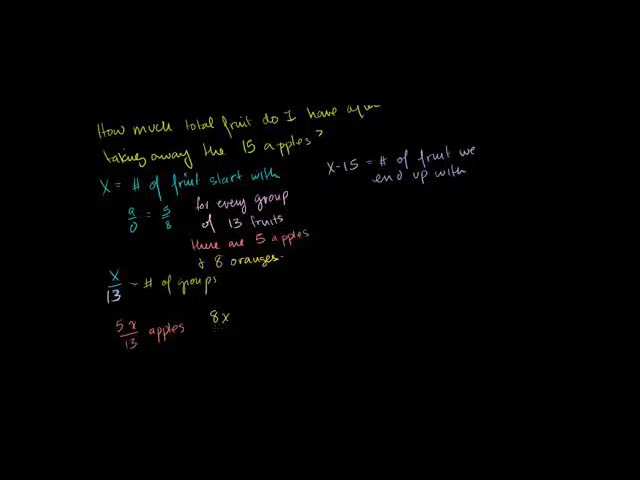 How much total fruit do I have after
taking away the 15 apples?
x = # of fruit start with
x-15 = # of fruit we
end up with
a/o = 5/8
for every group
of 13 fruits
there are 5 apples
+ 8 oranges.
x/13 - # of groups
5x/13 apples 8x